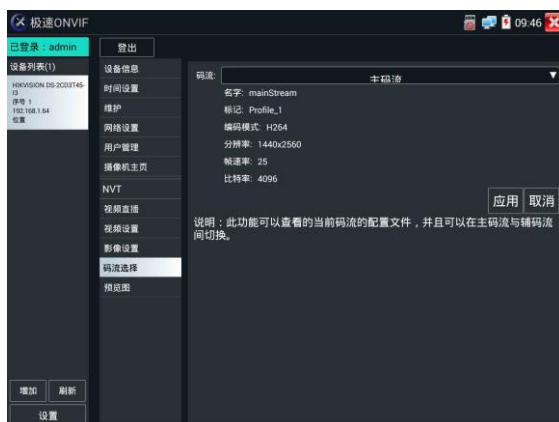 极速ONVIF
09:46
已登录：admin
登出
设备列表(1)
HIKVISION DS-2CD3T45-I3
序号 1
192.168.1.64
位置
设备信息
时间设置
维护
网络设置
用户管理
摄像机主页
NVT
视频直播
视频设置
影像设置
码流选择
预览图
码流:
主码流
名字: mainStream
标记: Profile_1
编码模式: H264
分辨率: 1440x2560
帧速率: 25
比特率: 4096
应用
取消
说明：此功能可以查看的当前码流的配置文件，并且可以在主码流与辅码流
间切换。
增加
刷新
设置